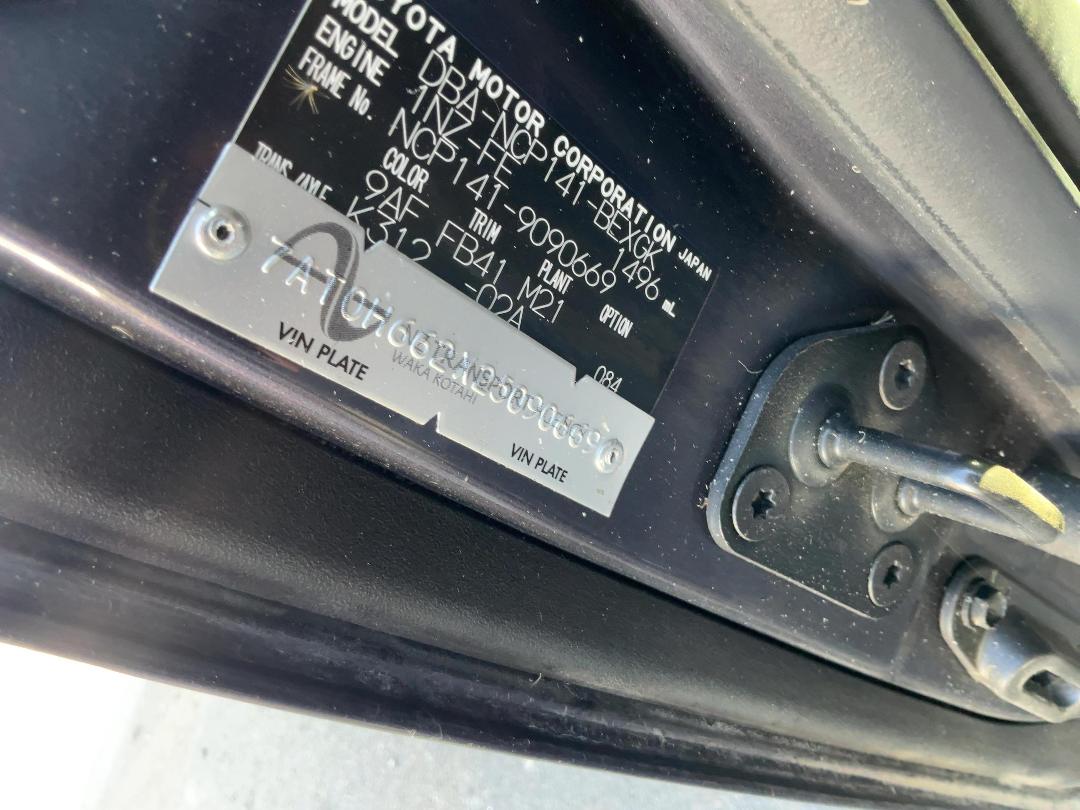 TOYOTA MOTOR CORPORATION JAPAN
MODEL DBA-NCP141-BEXGK
ENGINE 1NZ-FE 1496 mL
FRAME No. NCP141-9090669
COLOR TRIM PLANT OPTION
9AF FB41 M21
TRANS./AXLE K312 -02A 084
7AT0H662X25090669
WAKA KOTAHI
VIN PLATE
VIN PLATE